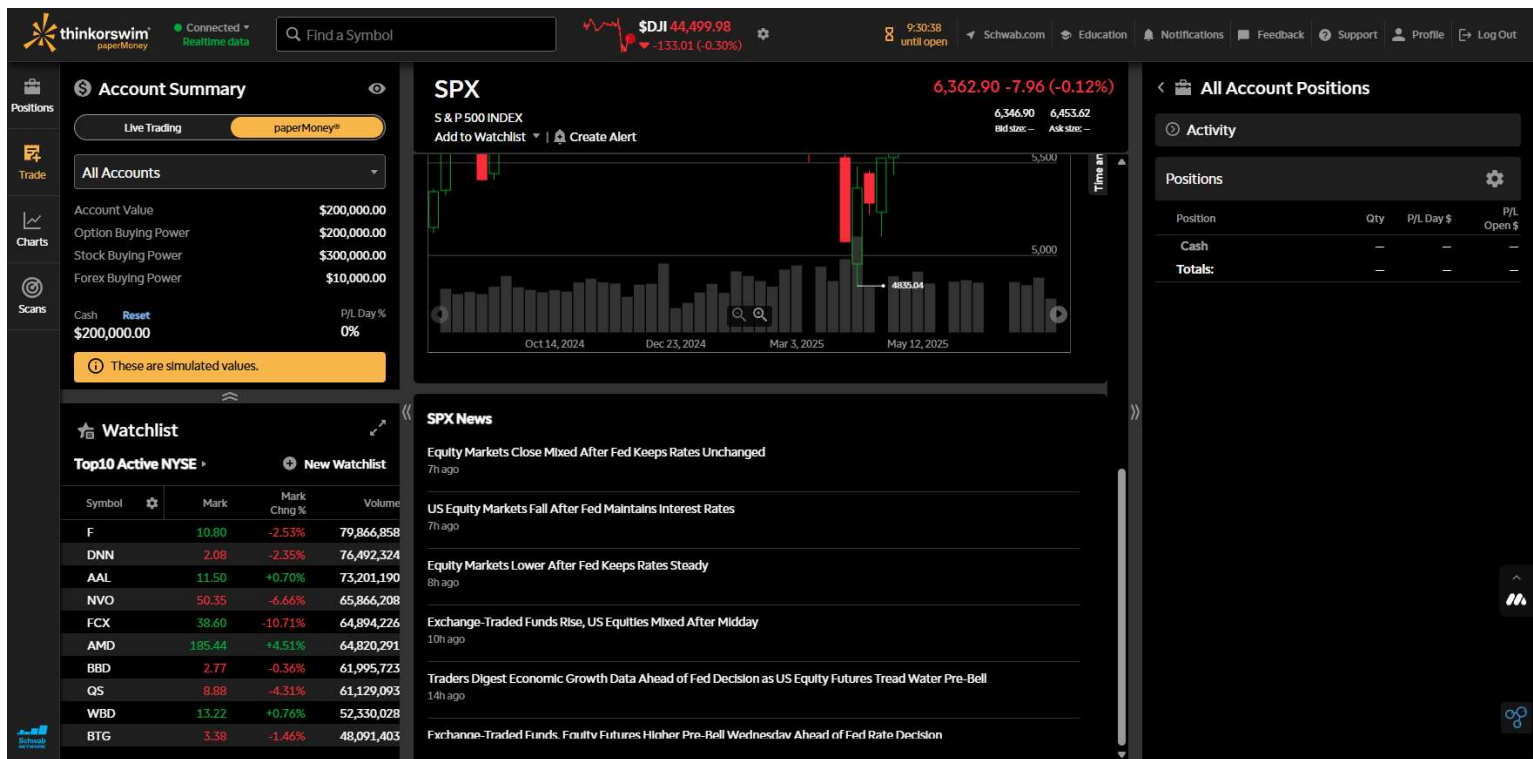 thinkorswim
paperMoney
Connected
Realtime data
Find a Symbol
$DJI 44,499.98
-133.01 (-0.30%)
9:30:38
until open
Schwab.com
Education
Notifications
Feedback
Support
Profile
Log Out
Positions
Trade
Charts
Scans
Schwab
NETWORK
Account Summary
Live Trading
paperMoney®
All Accounts
Account Value $200,000.00
Option Buying Power $200,000.00
Stock Buying Power $300,000.00
Forex Buying Power $10,000.00
Cash Reset P/L Day %
$200,000.00 0%
These are simulated values.
Watchlist
Top10 Active NYSE
New Watchlist
Symbol Mark Mark Chng % Volume
F 10.80 -2.53% 79,866,858
DNN 2.08 -2.35% 76,492,324
AAL 11.50 +0.70% 73,201,190
NVO 50.35 -6.66% 65,866,208
FCX 38.60 -10.71% 64,894,226
AMD 185.44 +4.51% 64,820,291
BBD 2.77 -0.36% 61,995,723
QS 8.88 -4.31% 61,129,093
WBD 13.22 +0.76% 52,330,028
BTG 3.38 -1.46% 48,091,403
SPX
6,362.90 -7.96 (-0.12%)
S & P 500 INDEX
6,346.90 6,453.62
Bid size: – Ask size: –
Add to Watchlist | Create Alert
5,500
Time an
5,000
4835.04
Oct 14, 2024 Dec 23, 2024 Mar 3, 2025 May 12, 2025
SPX News
Equity Markets Close Mixed After Fed Keeps Rates Unchanged
7h ago
US Equity Markets Fall After Fed Maintains Interest Rates
7h ago
Equity Markets Lower After Fed Keeps Rates Steady
8h ago
Exchange-Traded Funds Rise, US Equities Mixed After Midday
10h ago
Traders Digest Economic Growth Data Ahead of Fed Decision as US Equity Futures Tread Water Pre-Bell
14h ago
Exchange-Traded Funds, Equity Futures Higher Pre-Bell Wednesday Ahead of Fed Rate Decision
All Account Positions
Activity
Positions
Position Qty P/L Day $ P/L Open $
Cash – – –
Totals: – – –